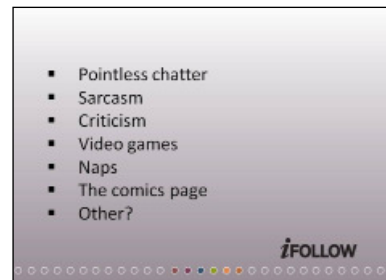 ▪ Pointless chatter
▪ Sarcasm
▪ Criticism
▪ Video games
▪ Naps
▪ The comics page
▪ Other?
iFOLLOW